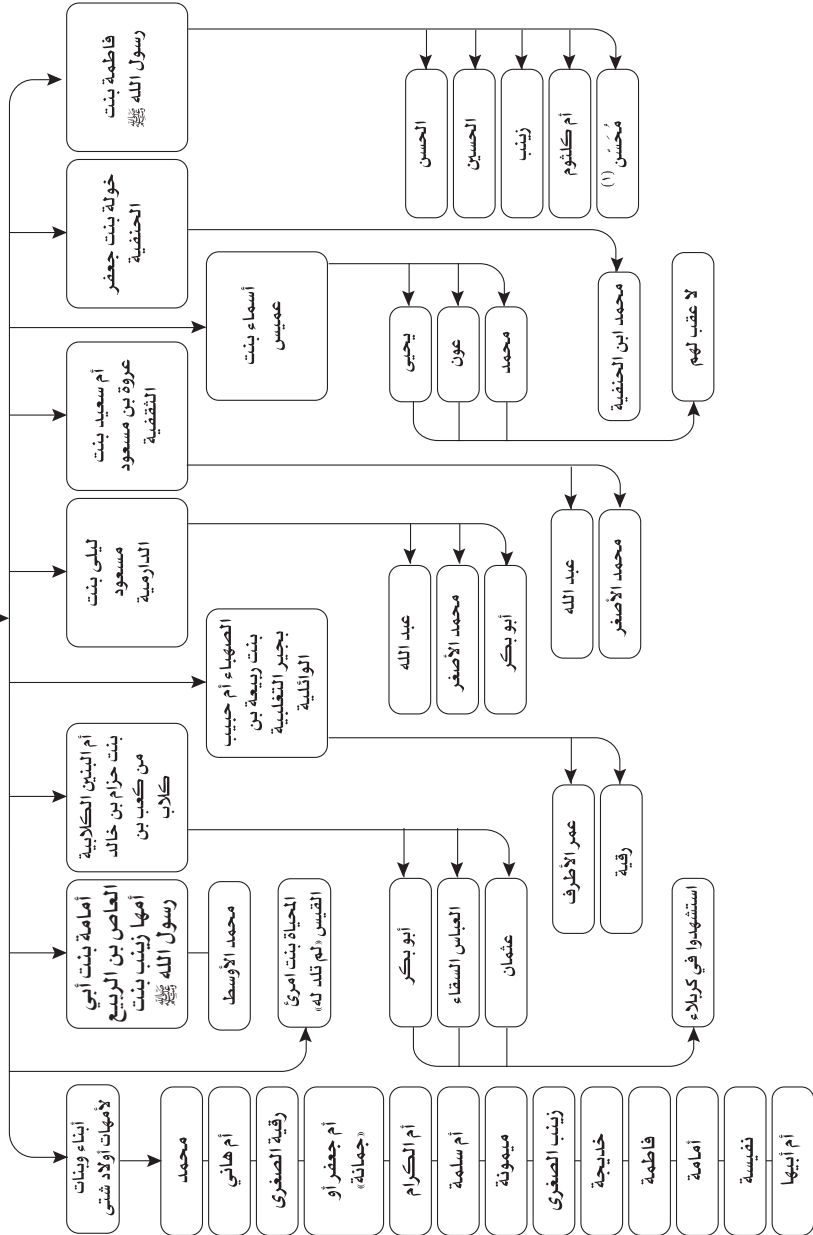 فاطمة بنت
رسول الله ﷺ
الحسن
الحسين
زينب
أم كلثوم
مُحَسَّن (١)
خولة بنت جعفر
الحنفية
محمد ابن الحنفية
أسماء بنت
عميس
يحيى
عون
محمد
لا عقب لهم
أم سعيد بنت
عروة بن مسعود
الثقفية
عبد الله
محمد الأصغر
ليلى بنت
مسعود
الدارمية
عبد الله
محمد الأصغر
أبو بكر
الصهباء أم حبيب
بنت ربيعة بن
بجير التغلبية
الوائلية
عمر الأطرف
رقية
أم البنين الكلابية
بنت حزام بن خالد
من كعب بن
كلاب
أبو بكر
العباس السقاء
عثمان
استشهدوا في كربلاء
أمامة بنت أبي
العاص بن الربيع
أمها زينب بنت
رسول الله ﷺ
محمد الأوسط
المحياة بنت امرئ
القيس «لم تلد له»
أبناء وبنات
لأمهات أولاد شتى
محمد
أم هاني
رقية الصغرى
أم جعفر أو
«جمانة»
أم الكرام
أم سلمة
ميمونة
زينب الصغرى
خديجة
فاطمة
أمامة
نفيسة
أم أبيها